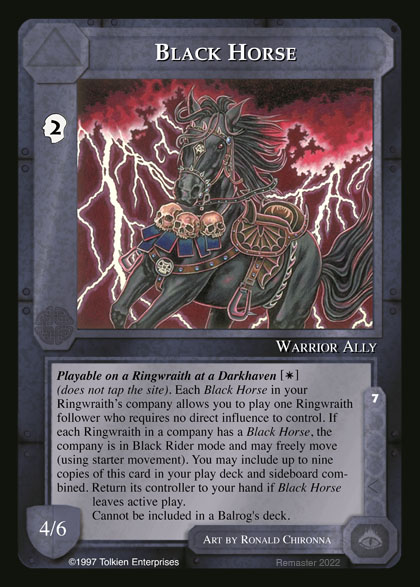 BLACK HORSE
2
WARRIOR ALLY
Playable on a Ringwraith at a Darkhaven [✷]
(does not tap the site). Each Black Horse in your
Ringwraith's company allows you to play one Ringwraith
follower who requires no direct influence to control. If
each Ringwraith in a company has a Black Horse, the
company is in Black Rider mode and may freely move
(using starter movement). You may include up to nine
copies of this card in your play deck and sideboard com-
bined. Return its controller to your hand if Black Horse
leaves active play.
Cannot be included in a Balrog's deck.
7
4/6
ART BY RONALD CHIRONNA
©1997 Tolkien Enterprises
Remaster 2022